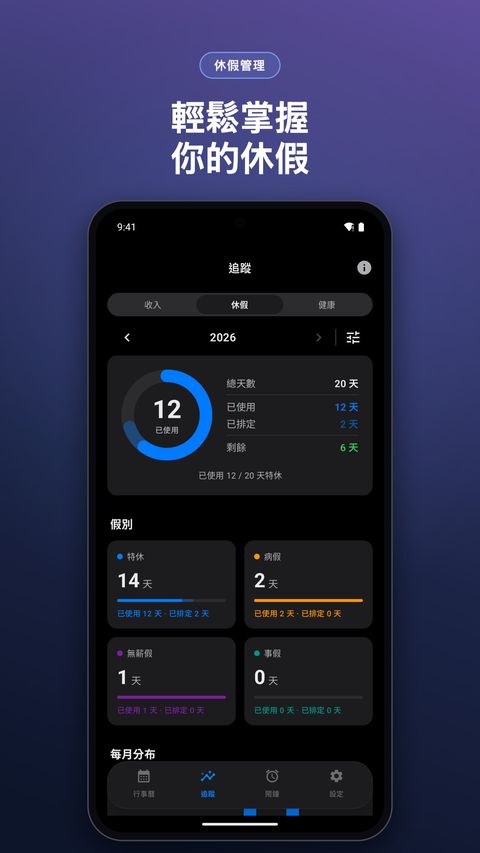 休假管理
輕鬆掌握
你的休假
9:41
追蹤
收入 休假 健康
2026
12
已使用
總天數 20 天
已使用 12 天
已排定 2 天
剩餘 6 天
已使用 12 / 20 天特休
假別
特休
14 天
已使用 12 天 · 已排定 2 天
病假
2 天
已使用 2 天 · 已排定 0 天
無薪假
1 天
已使用 1 天 · 已排定 0 天
事假
0 天
已使用 0 天 · 已排定 0 天
每月分布
行事曆 追蹤 鬧鐘 設定